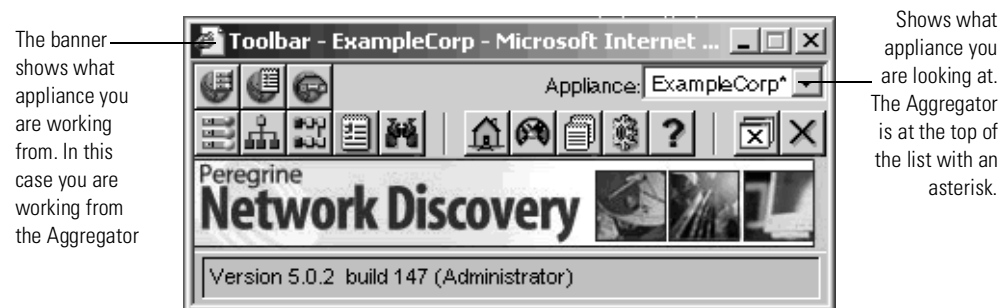 The banner
shows what
appliance you
are working
from. In this
case you are
working from
the Aggregator
Toolbar - ExampleCorp - Microsoft Internet ...
Appliance: ExampleCorp*
?
Peregrine
Network Discovery
Version 5.0.2 build 147 (Administrator)
Shows what
appliance you
are looking at.
The Aggregator
is at the top of
the list with an
asterisk.